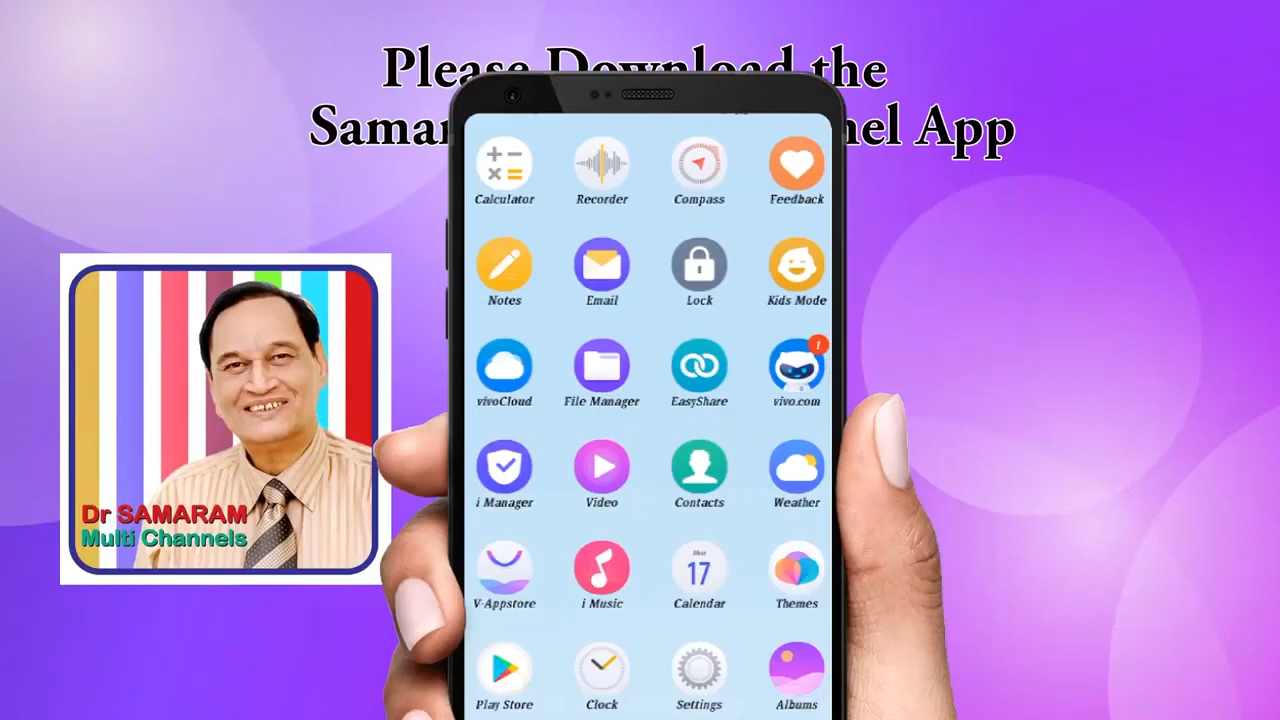 Please Download the
Samar nel App
Calculator Recorder Compass Feedback
Notes Email Lock Kids Mode
1
vivoCloud File Manager EasyShare vivo.com
i Manager Video Contacts Weather
Dr SAMARAM
Multi Channels
Mon
17
V-Appstore i Music Calendar Themes
Play Store Clock Settings Albums